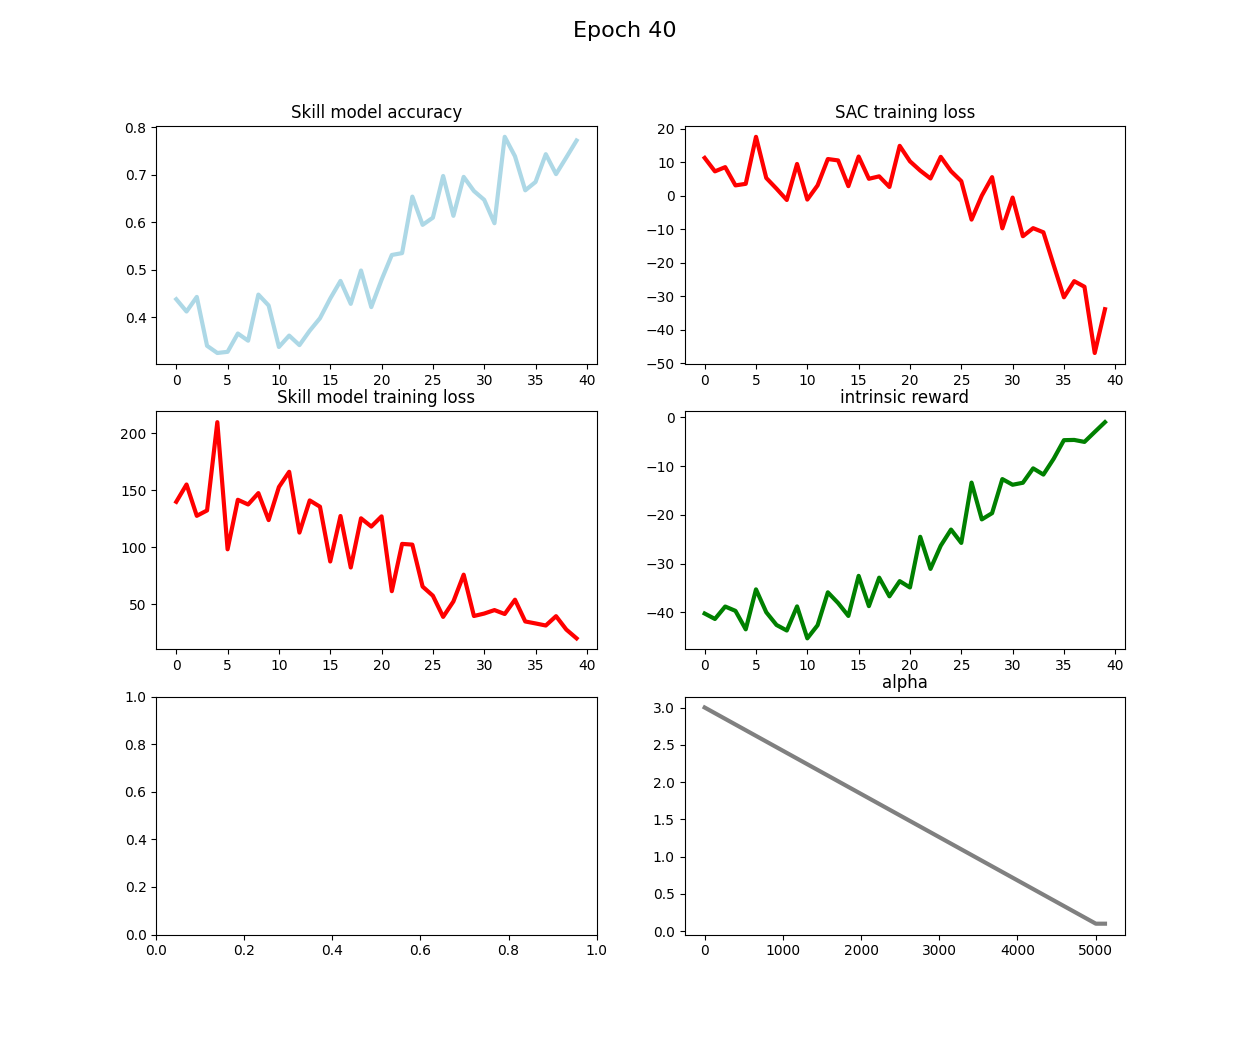 Epoch 40
Skill model accuracy
0.8
0.7
0.6
0.5
0.4
0 5 10 15 20 25 30 35 40
SAC training loss
20
10
0
−10
−20
−30
−40
−50
0 5 10 15 20 25 30 35 40
Skill model training loss
200
150
100
50
0 5 10 15 20 25 30 35 40
intrinsic reward
0
−10
−20
−30
−40
0 5 10 15 20 25 30 35 40
1.0
0.8
0.6
0.4
0.2
0.0
0.0 0.2 0.4 0.6 0.8 1.0
alpha
3.0
2.5
2.0
1.5
1.0
0.5
0.0
0 1000 2000 3000 4000 5000